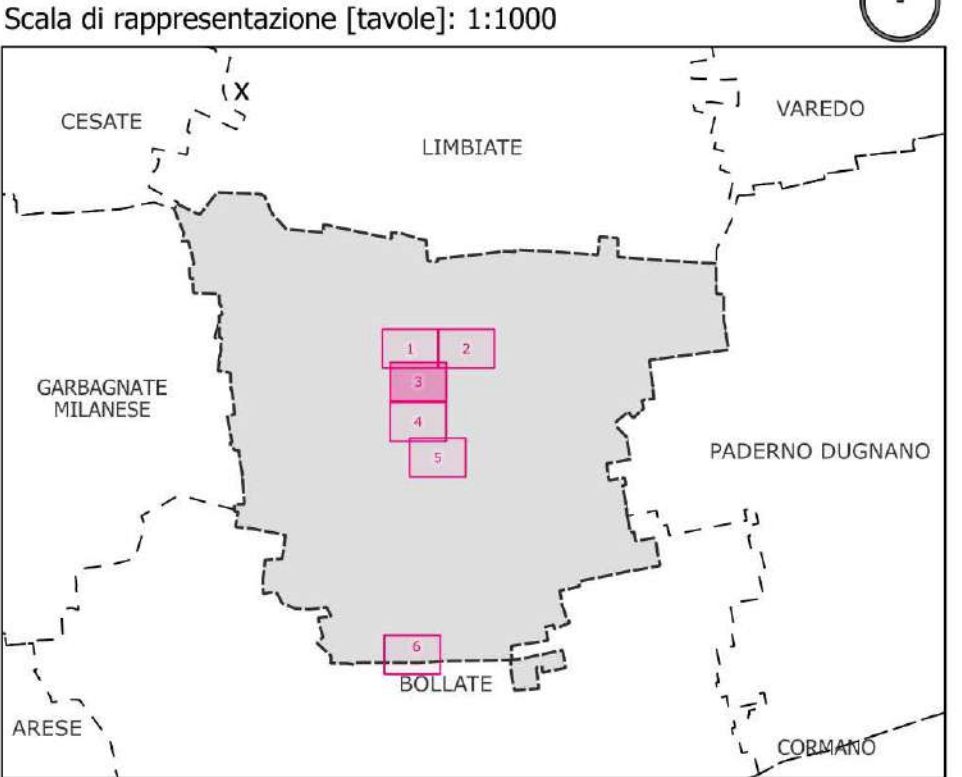 Scala di rappresentazione [tavole]: 1:1000
X
CESATE
VAREDO
LIMBIATE
1
2
3
GARBAGNATE
MILANESE
4
PADERNO DUGNANO
5
6
BOLLATE
ARESE
CORMANO